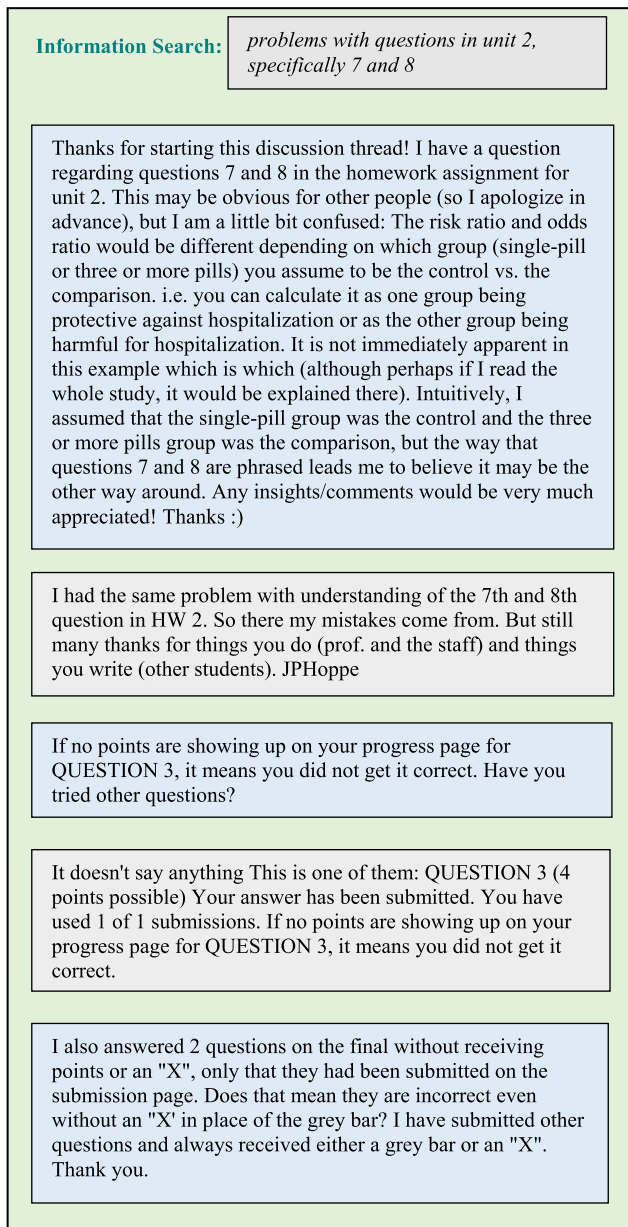 Information Search:
problems with questions in unit 2,
specifically 7 and 8
Thanks for starting this discussion thread! I have a question
regarding questions 7 and 8 in the homework assignment for
unit 2. This may be obvious for other people (so I apologize in
advance), but I am a little bit confused: The risk ratio and odds
ratio would be different depending on which group (single-pill
or three or more pills) you assume to be the control vs. the
comparison. i.e. you can calculate it as one group being
protective against hospitalization or as the other group being
harmful for hospitalization. It is not immediately apparent in
this example which is which (although perhaps if I read the
whole study, it would be explained there). Intuitively, I
assumed that the single-pill group was the control and the three
or more pills group was the comparison, but the way that
questions 7 and 8 are phrased leads me to believe it may be the
other way around. Any insights/comments would be very much
appreciated! Thanks :)
I had the same problem with understanding of the 7th and 8th
question in HW 2. So there my mistakes come from. But still
many thanks for things you do (prof. and the staff) and things
you write (other students). JPHoppe
If no points are showing up on your progress page for
QUESTION 3, it means you did not get it correct. Have you
tried other questions?
It doesn't say anything This is one of them: QUESTION 3 (4
points possible) Your answer has been submitted. You have
used 1 of 1 submissions. If no points are showing up on your
progress page for QUESTION 3, it means you did not get it
correct.
I also answered 2 questions on the final without receiving
points or an "X", only that they had been submitted on the
submission page. Does that mean they are incorrect even
without an "X' in place of the grey bar? I have submitted other
questions and always received either a grey bar or an "X".
Thank you.